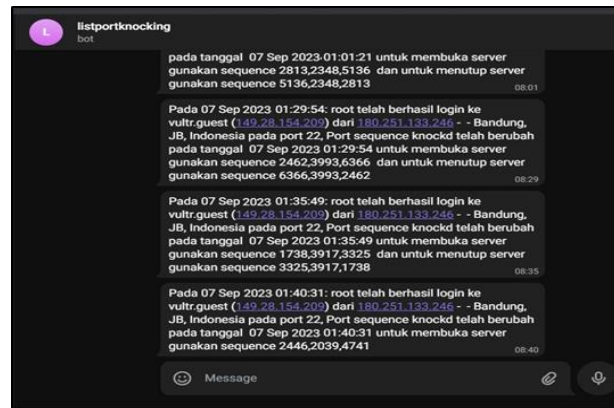 L
listportknocking
bot
pada tanggal  07 Sep 2023 01:01:21 untuk membuka server
gunakan sequence 2813,2348,5136  dan untuk menutup server
gunakan sequence 5136,2348,2813
08:01
Pada 07 Sep 2023 01:29:54: root telah berhasil login ke
vultr.guest (149.28.154.209) dari 180.251.133.246 - - Bandung,
JB, Indonesia pada port 22, Port sequence knockd telah berubah
pada tanggal  07 Sep 2023 01:29:54 untuk membuka server
gunakan sequence 2462,3993,6366  dan untuk menutup server
gunakan sequence 6366,3993,2462
08:29
Pada 07 Sep 2023 01:35:49: root telah berhasil login ke
vultr.guest (149.28.154.209) dari 180.251.133.246 - - Bandung,
JB, Indonesia pada port 22, Port sequence knockd telah berubah
pada tanggal  07 Sep 2023 01:35:49 untuk membuka server
gunakan sequence 1738,3917,3325  dan untuk menutup server
gunakan sequence 3325,3917,1738
08:35
Pada 07 Sep 2023 01:40:31: root telah berhasil login ke
vultr.guest (149.28.154.209) dari 180.251.133.246 - - Bandung,
JB, Indonesia pada port 22, Port sequence knockd telah berubah
pada tanggal  07 Sep 2023 01:40:31 untuk membuka server
gunakan sequence 2446,2039,4741
08:40
Message